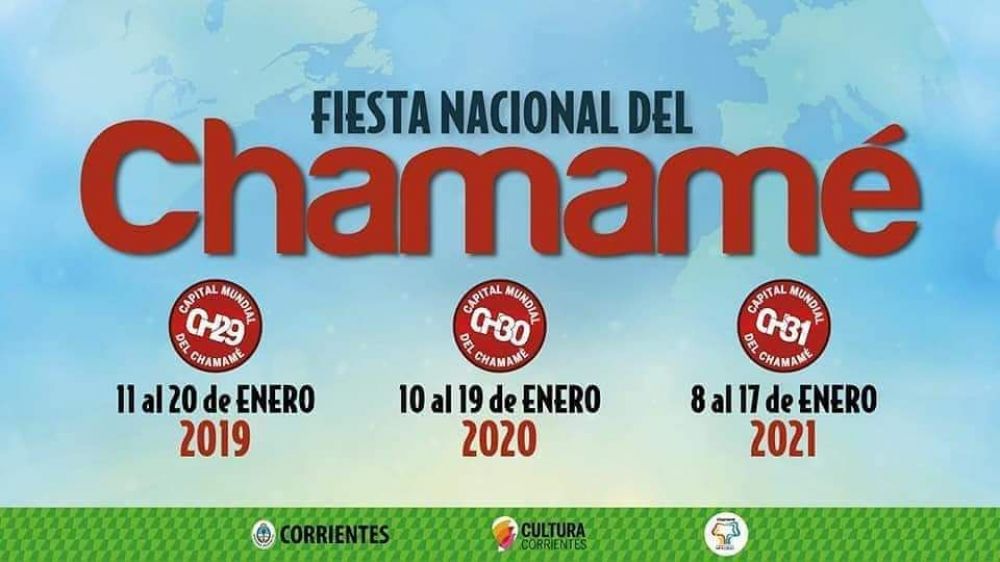 FIESTA NACIONAL DEL
Chamamé
CAPITAL MUNDIAL
CH29
DEL CHAMAMÉ
11 al 20 de ENERO
2019
CAPITAL MUNDIAL
CH30
DEL CHAMAMÉ
10 al 19 de ENERO
2020
CAPITAL MUNDIAL
CH31
DEL CHAMAMÉ
8 al 17 de ENERO
2021
CORRIENTES
CULTURA
CORRIENTES